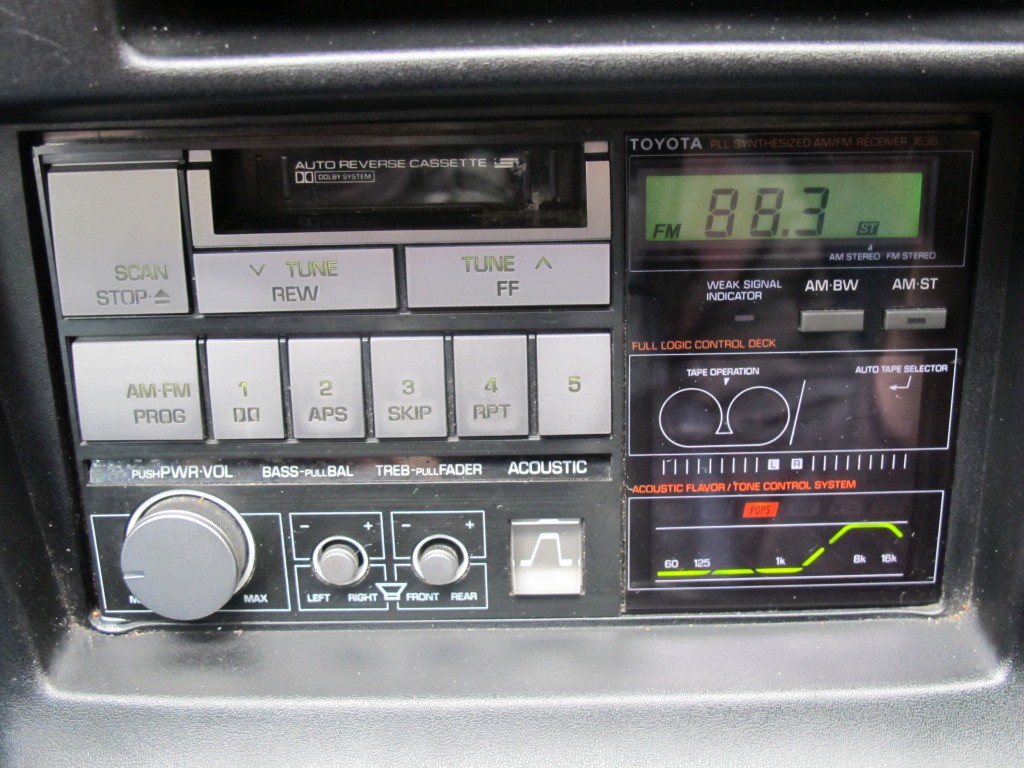 AUTO REVERSE CASSETTE
DOLBY SYSTEM
SCAN
STOP·⏏
∨ TUNE
REW
TUNE ∧
FF
AM·FM
PROG
1
2
APS
3
SKIP
4
RPT
5
PUSH PWR·VOL BASS-PULL BAL TREB-PULL FADER ACOUSTIC
MAX
- +
LEFT RIGHT
- +
FRONT REAR
TOYOTA PLL SYNTHESIZED AM/FM RECEIVER
FM 88.3 ST
AM STEREO FM STEREO
WEAK SIGNAL
INDICATOR
AM·BW
AM·ST
FULL LOGIC CONTROL DECK
TAPE OPERATION
AUTO TAPE SELECTOR
L R
ACOUSTIC FLAVOR / TONE CONTROL SYSTEM
POPS
60 125 1k 8k 16k